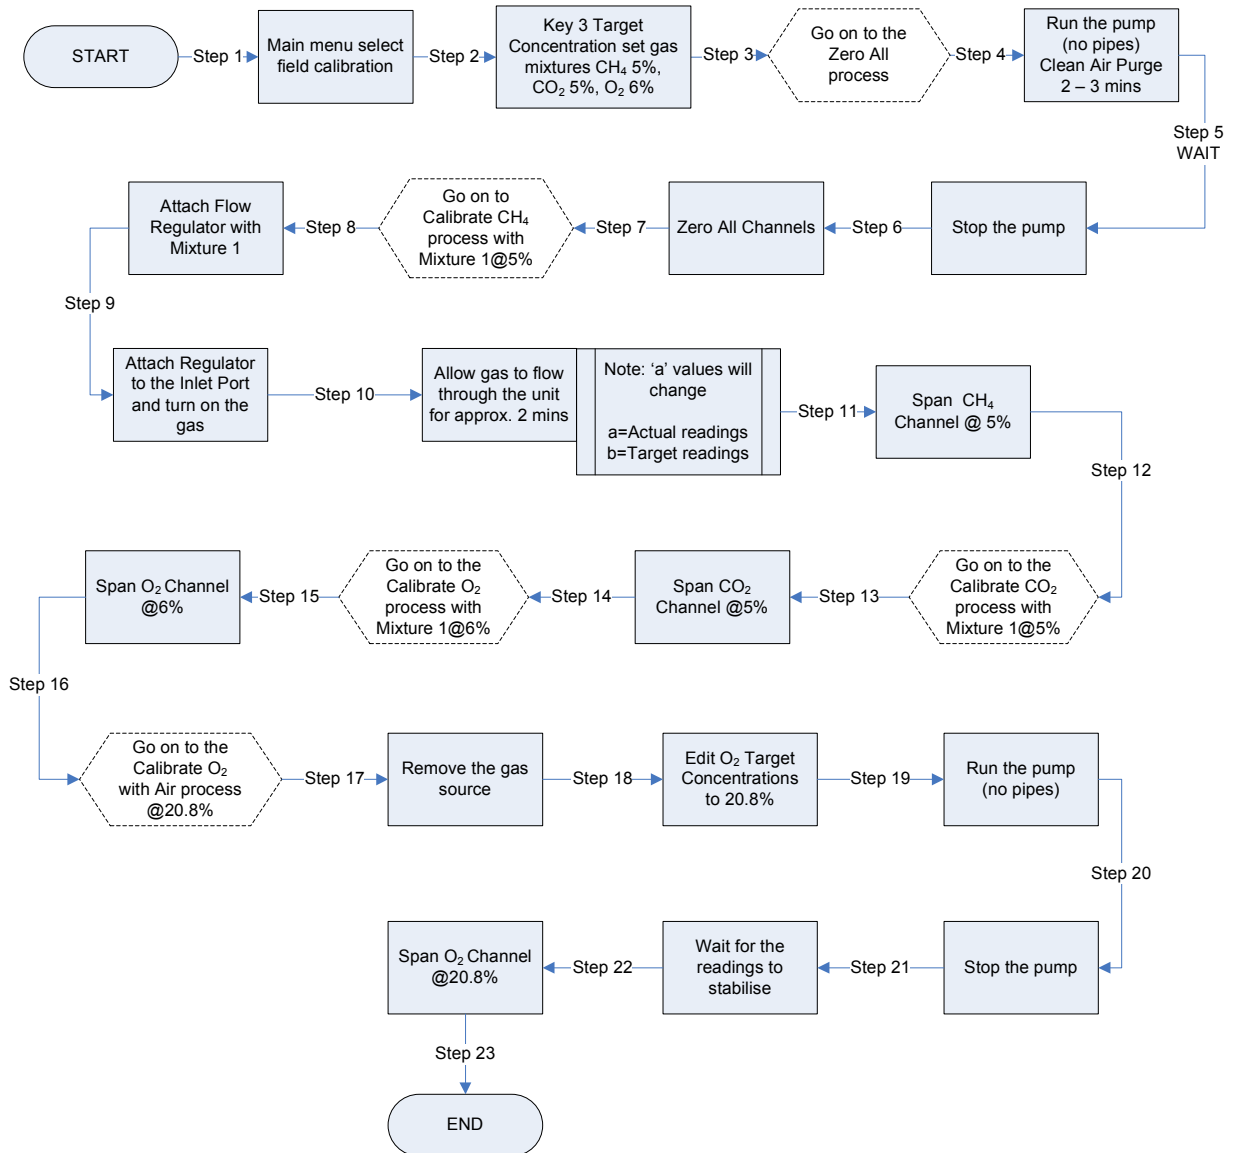 START
Step 1
Main menu select
field calibration
Step 2
Key 3 Target
Concentration set gas
mixtures CH₄ 5%,
CO₂ 5%, O₂ 6%
Step 3
Go on to the
Zero All
process
Step 4
Run the pump
(no pipes)
Clean Air Purge
2 – 3 mins
Step 5
WAIT
Stop the pump
Step 6
Zero All Channels
Step 7
Go on to
Calibrate CH₄
process with
Mixture 1@5%
Step 8
Attach Flow
Regulator with
Mixture 1
Step 9
Attach Regulator
to the Inlet Port
and turn on the
gas
Step 10
Allow gas to flow
through the unit
for approx. 2 mins
Note: ‘a’ values will
change
a=Actual readings
b=Target readings
Step 11
Span CH₄
Channel @ 5%
Step 12
Go on to the
Calibrate CO₂
process with
Mixture 1@5%
Step 13
Span CO₂
Channel @5%
Step 14
Go on to the
Calibrate O₂
process with
Mixture 1@6%
Step 15
Span O₂ Channel
@6%
Step 16
Go on to the
Calibrate O₂
with Air process
@20.8%
Step 17
Remove the gas
source
Step 18
Edit O₂ Target
Concentrations
to 20.8%
Step 19
Run the pump
(no pipes)
Step 20
Stop the pump
Step 21
Wait for the
readings to
stabilise
Step 22
Span O₂ Channel
@20.8%
Step 23
END